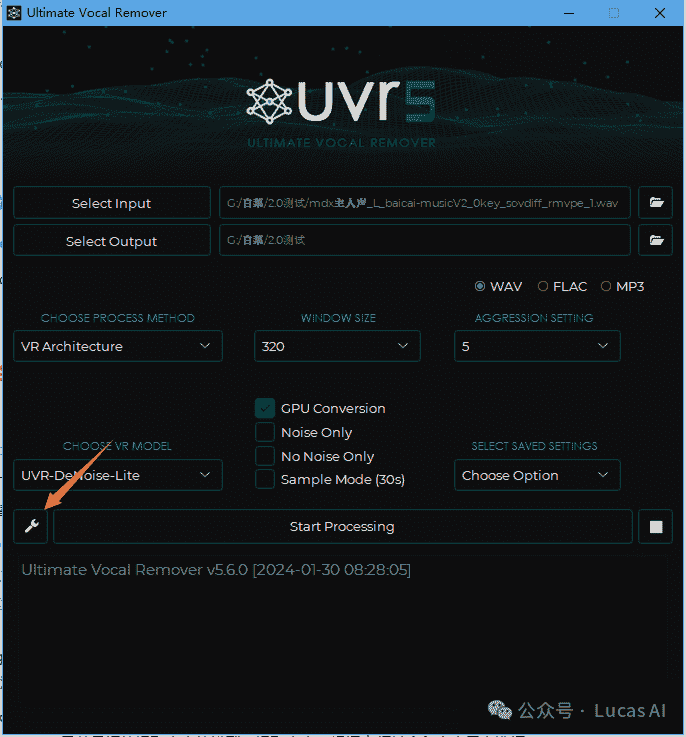 Ultimate Vocal Remover
uvr5
ULTIMATE VOCAL REMOVER
Select Input
G:/白菜/2.0测试/mdx主人声_L_baicai-musicV2_0key_sovdiff_rmvpe_1.wav
Select Output
G:/白菜/2.0测试
WAV FLAC MP3
CHOOSE PROCESS METHOD WINDOW SIZE AGGRESSION SETTING
VR Architecture 320 5
GPU Conversion
Noise Only
CHOOSE VR MODEL SELECT SAVED SETTINGS
No Noise Only
UVR-DeNoise-Lite Choose Option
Sample Mode (30s)
Start Processing
Ultimate Vocal Remover v5.6.0 [2024-01-30 08:28:05]
公众号 · Lucas AI